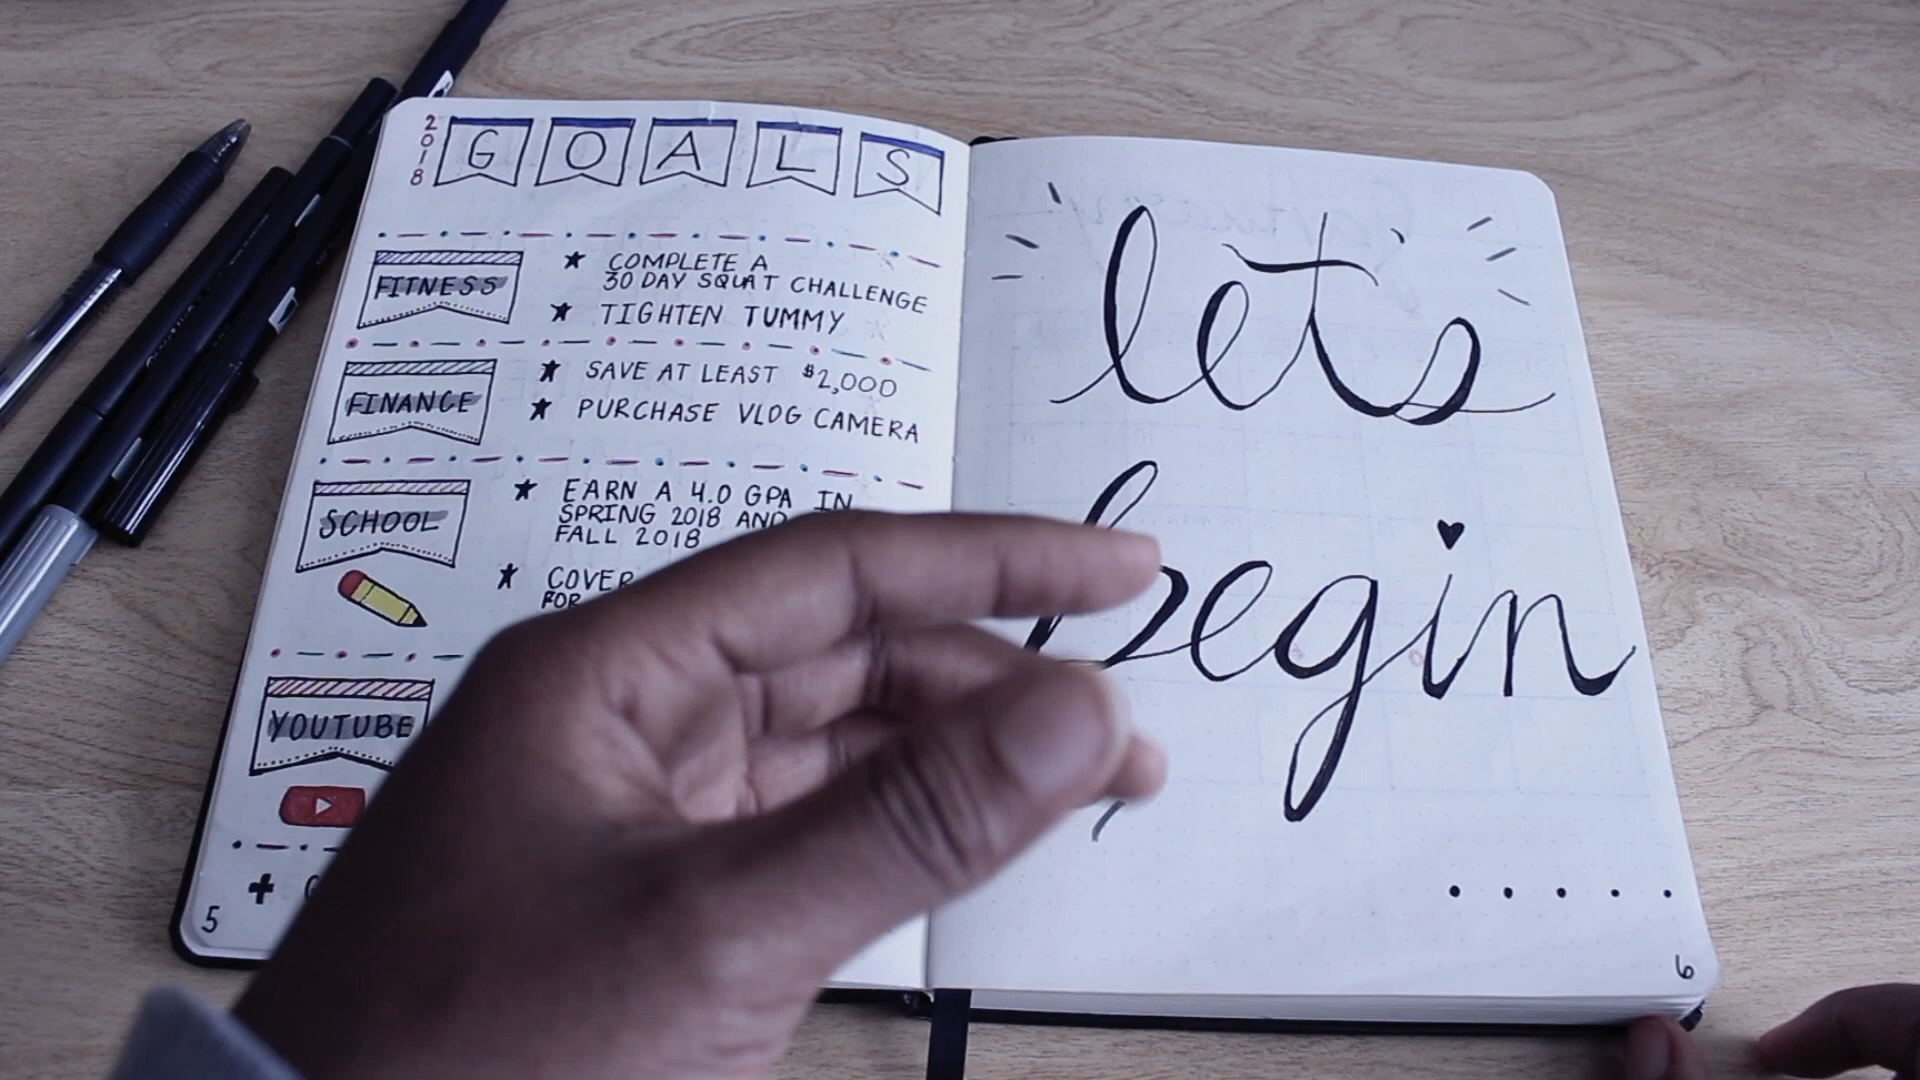 2018
GOALS
FITNESS
★ COMPLETE A
30 DAY SQUAT CHALLENGE
★ TIGHTEN TUMMY
FINANCE
★ SAVE AT LEAST $2,000
★ PURCHASE VLOG CAMERA
SCHOOL
★ EARN A 4.0 GPA IN
SPRING 2018 AND
FALL 2018
★ COVER
FOR
YOUTUBE
+
5
let's
begin
.....
6